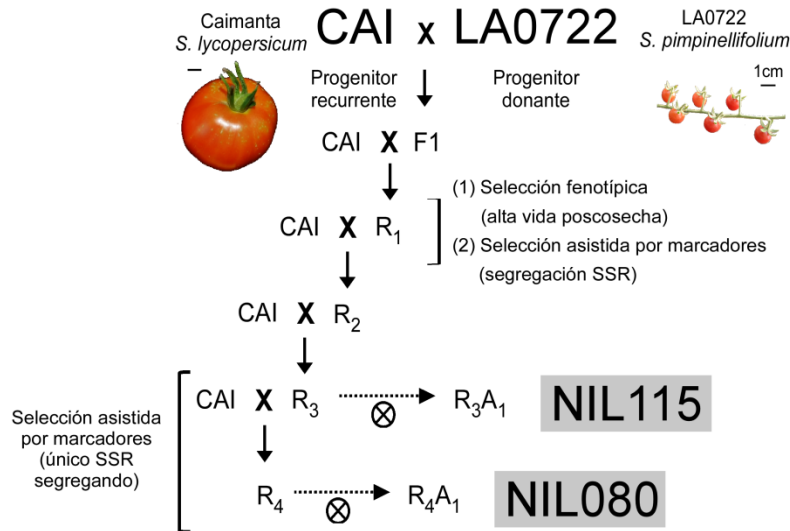 Caimanta
S. lycopersicum
CAI x LA0722
LA0722
S. pimpinellifolium
1cm
Progenitor
recurrente
Progenitor
donante
CAI X F1
(1) Selección fenotípica
(alta vida poscosecha)
CAI X R1
(2) Selección asistida por marcadores
(segregación SSR)
CAI X R2
Selección asistida
por marcadores
(único SSR
segregando)
CAI X R3
R3A1
NIL115
R4
R4A1
NIL080